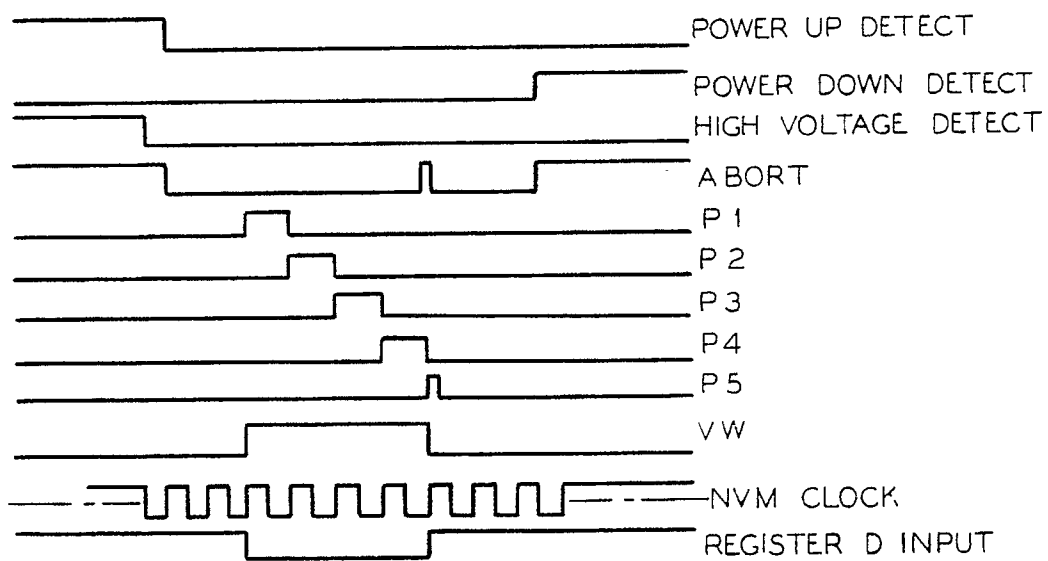 POWER UP DETECT
POWER DOWN DETECT
HIGH VOLTAGE DETECT
ABORT
P1
P2
P3
P4
P5
VW
NVM CLOCK
REGISTER D INPUT